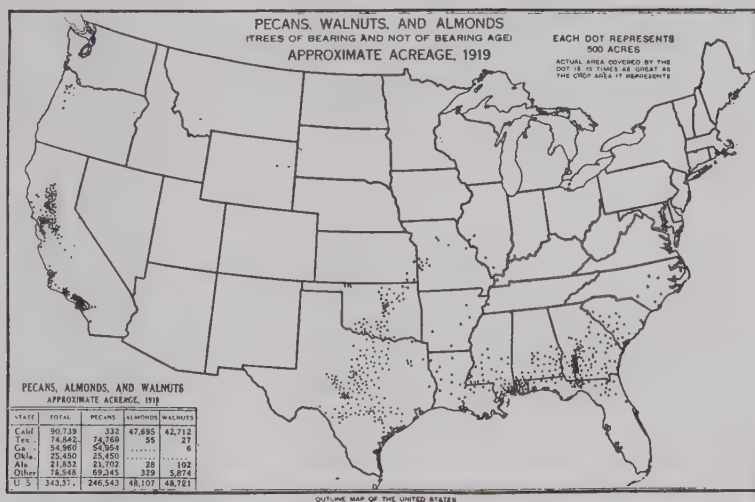 PECANS, WALNUTS, AND ALMONDS
(TREES OF BEARING AND NOT OF BEARING AGE)
APPROXIMATE ACREAGE, 1919
EACH DOT REPRESENTS
500 ACRES
ACTUAL AREA COVERED BY THE
DOT IS 10 TIMES AS GREAT AS
THE CROP AREA IT REPRESENTS
PECANS, ALMONDS, AND WALNUTS
APPROXIMATE ACREAGE, 1919
STATE TOTAL PECANS ALMONDS WALNUTS
Calif 90,739 332 47,695 42,712
Tex. 74,842 74,760 55 27
Ga 54,960 54,954 ...... 6
Okla. 25,450 25,450 ...... ......
Ala 21,832 21,702 28 102
Other 75,548 69,345 329 5,874
U S 343,37. 246,543 48,107 48,721
OUTLINE MAP OF THE UNITED STATES